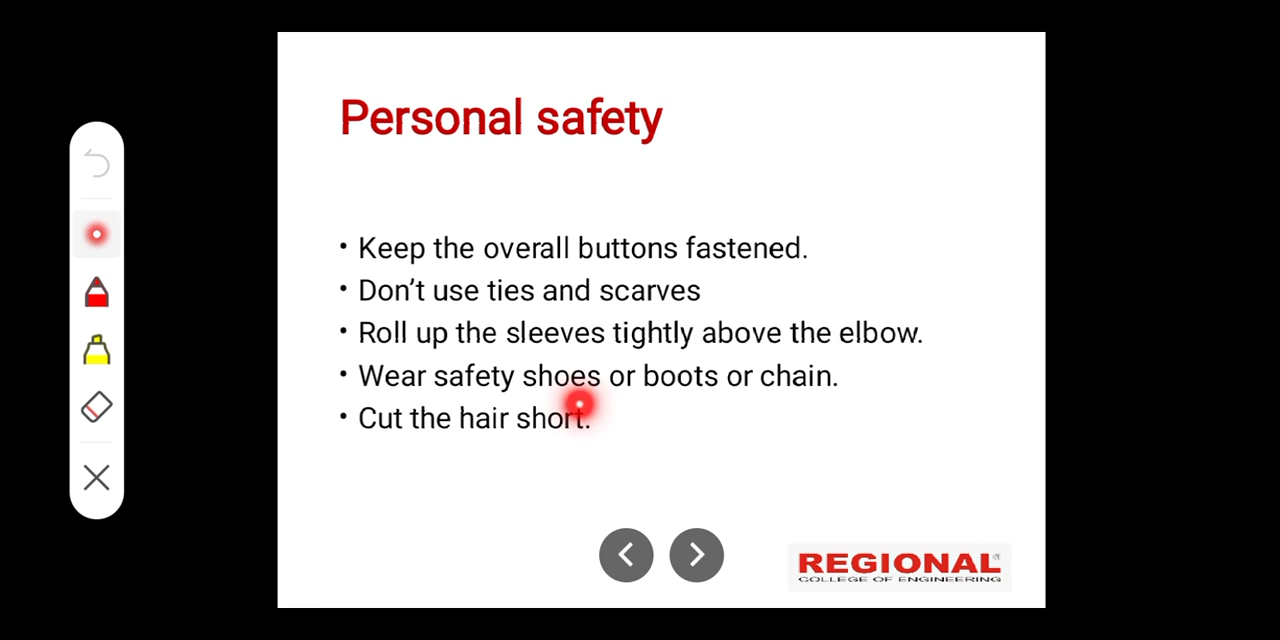 Personal safety
• Keep the overall buttons fastened.
• Don’t use ties and scarves
• Roll up the sleeves tightly above the elbow.
• Wear safety shoes or boots or chain.
• Cut the hair short.
REGIONAL®
COLLEGE OF ENGINEERING